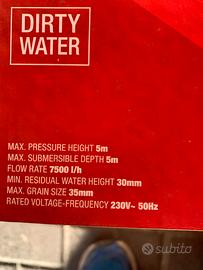 DIRTY
WATER
MAX. PRESSURE HEIGHT 5m
MAX. SUBMERSIBLE DEPTH 5m
FLOW RATE 7500 l/h
MIN. RESIDUAL WATER HEIGHT 30mm
MAX. GRAIN SIZE 35mm
RATED VOLTAGE-FREQUENCY 230V~ 50Hz
subito